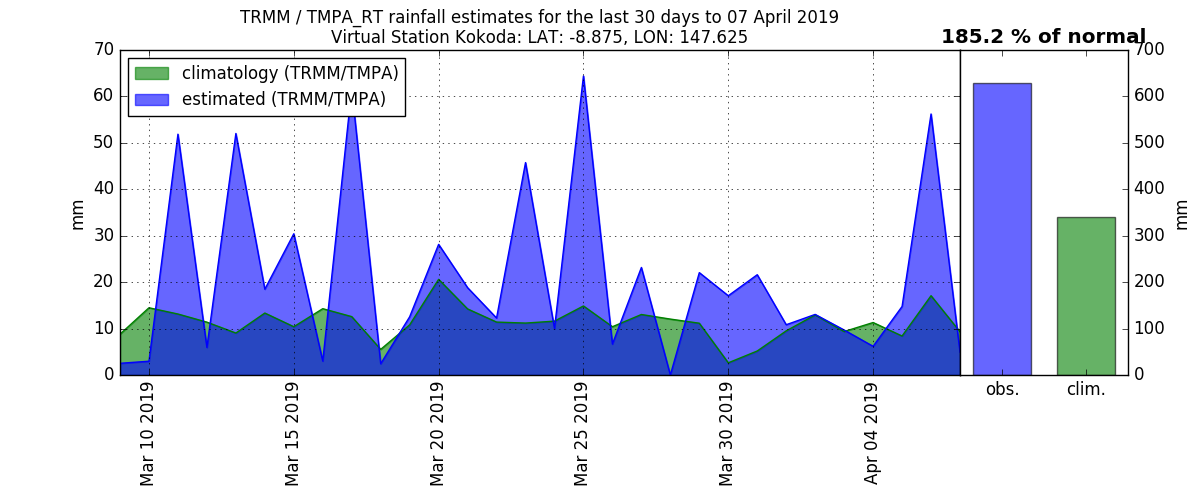 TRMM / TMPA_RT rainfall estimates for the last 30 days to 07 April 2019
Virtual Station Kokoda: LAT: -8.875, LON: 147.625
185.2 % of normal
climatology (TRMM/TMPA)
estimated (TRMM/TMPA)
70
60
50
40
30
20
10
0
mm
Mar 10 2019
Mar 15 2019
Mar 20 2019
Mar 25 2019
Mar 30 2019
Apr 04 2019
obs.
clim.
700
600
500
400
300
200
100
0
mm